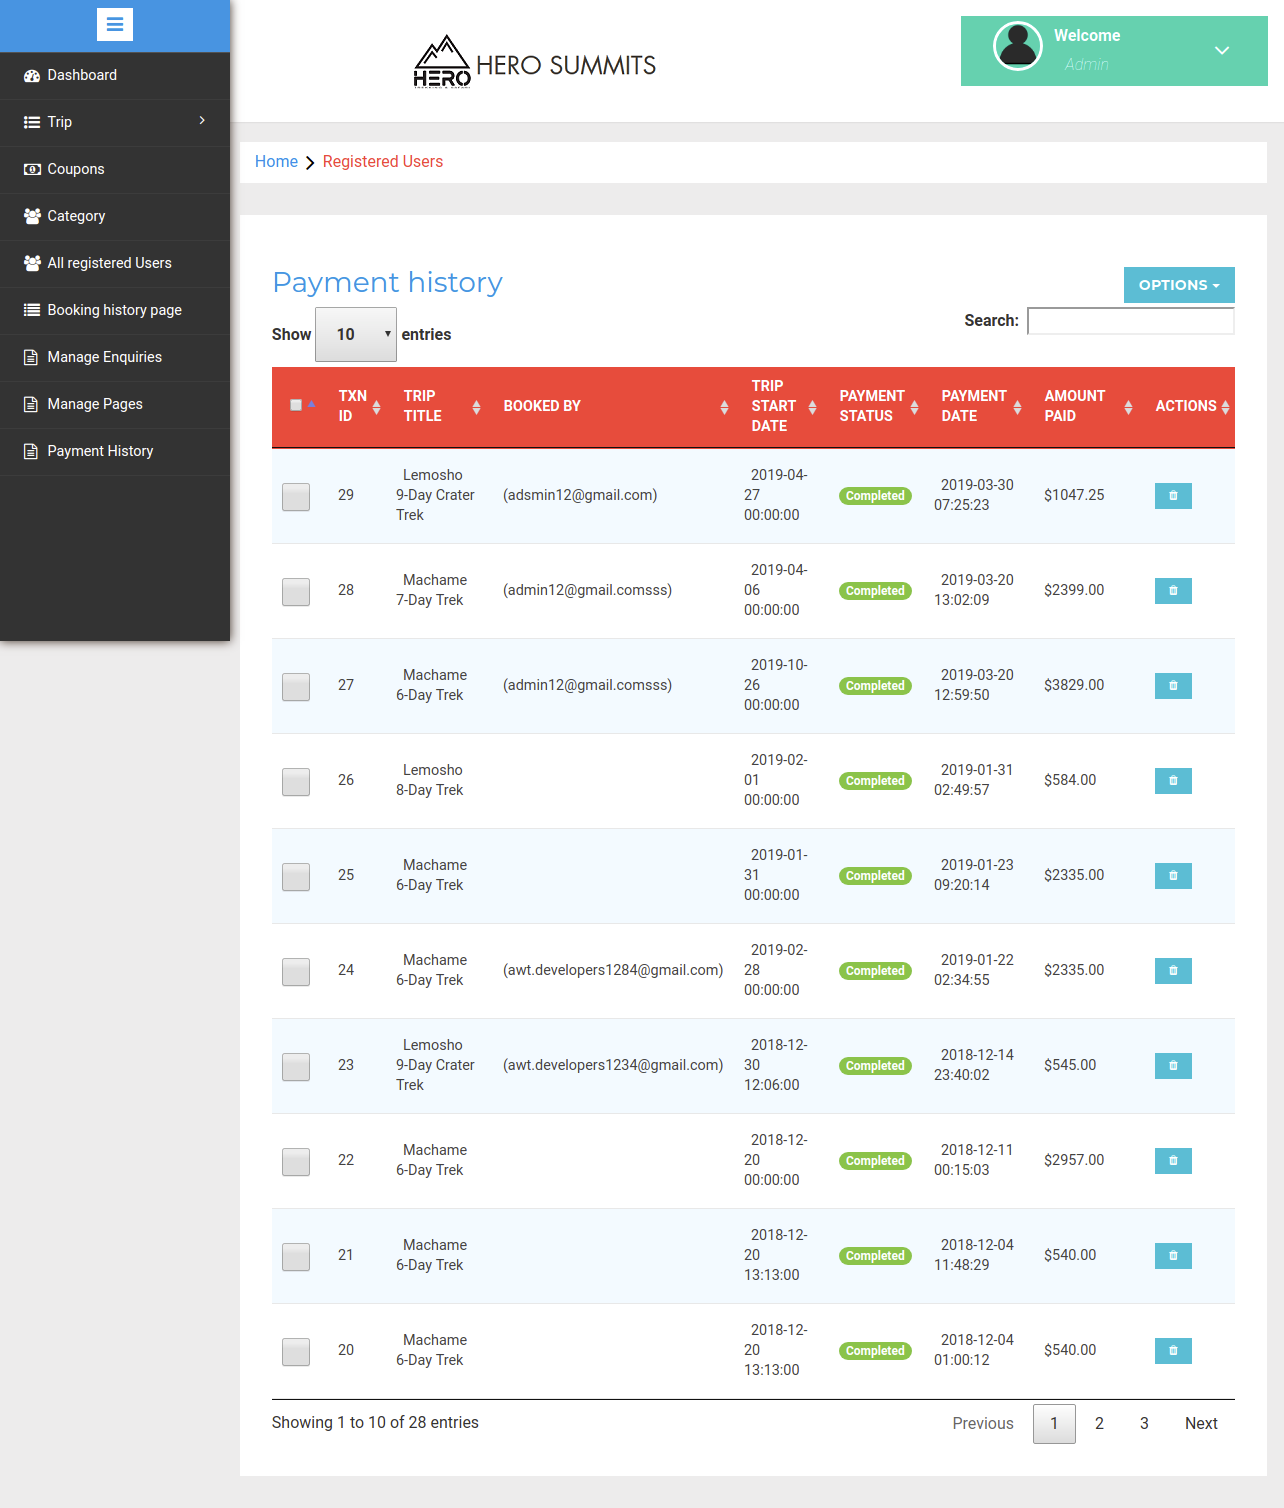 HERO
HERO SUMMITS
Welcome
Admin
Dashboard
Trip
Coupons
Category
All registered Users
Booking history page
Manage Enquiries
Manage Pages
Payment History
Home
Registered Users
Payment history
OPTIONS
Show 10 entries
Search:
TXN ID
TRIP TITLE
BOOKED BY
TRIP START DATE
PAYMENT STATUS
PAYMENT DATE
AMOUNT PAID
ACTIONS
29 Lemosho 9-Day Crater Trek (adsmin12@gmail.com) 2019-04-27 00:00:00 Completed 2019-03-30 07:25:23 $1047.25
28 Machame 7-Day Trek (admin12@gmail.comsss) 2019-04-06 00:00:00 Completed 2019-03-20 13:02:09 $2399.00
27 Machame 6-Day Trek (admin12@gmail.comsss) 2019-10-26 00:00:00 Completed 2019-03-20 12:59:50 $3829.00
26 Lemosho 8-Day Trek 2019-02-01 00:00:00 Completed 2019-01-31 02:49:57 $584.00
25 Machame 6-Day Trek 2019-01-31 00:00:00 Completed 2019-01-23 09:20:14 $2335.00
24 Machame 6-Day Trek (awt.developers1284@gmail.com) 2019-02-28 00:00:00 Completed 2019-01-22 02:34:55 $2335.00
23 Lemosho 9-Day Crater Trek (awt.developers1234@gmail.com) 2018-12-30 12:06:00 Completed 2018-12-14 23:40:02 $545.00
22 Machame 6-Day Trek 2018-12-20 00:00:00 Completed 2018-12-11 00:15:03 $2957.00
21 Machame 6-Day Trek 2018-12-20 13:13:00 Completed 2018-12-04 11:48:29 $540.00
20 Machame 6-Day Trek 2018-12-20 13:13:00 Completed 2018-12-04 01:00:12 $540.00
Showing 1 to 10 of 28 entries
Previous 1 2 3 Next